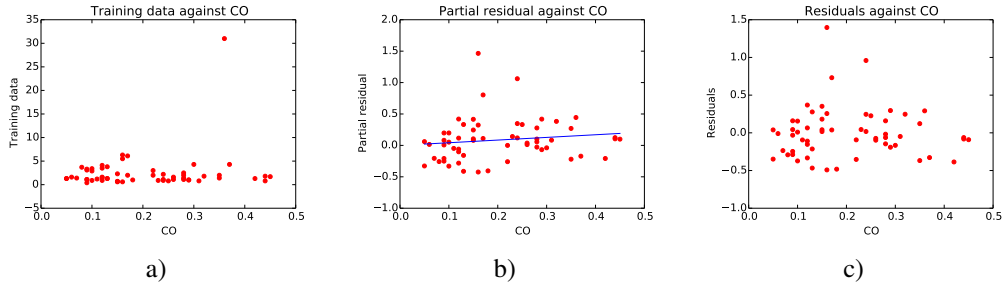 Training data against CO
35
30
25
20
15
10
5
0
−5
0.0 0.1 0.2 0.3 0.4 0.5
CO
Training data
a)
Partial residual against CO
2.0
1.5
1.0
0.5
0.0
−0.5
−1.0
0.0 0.1 0.2 0.3 0.4 0.5
CO
Partial residual
b)
Residuals against CO
1.5
1.0
0.5
0.0
−0.5
−1.0
0.0 0.1 0.2 0.3 0.4 0.5
CO
Residuals
c)